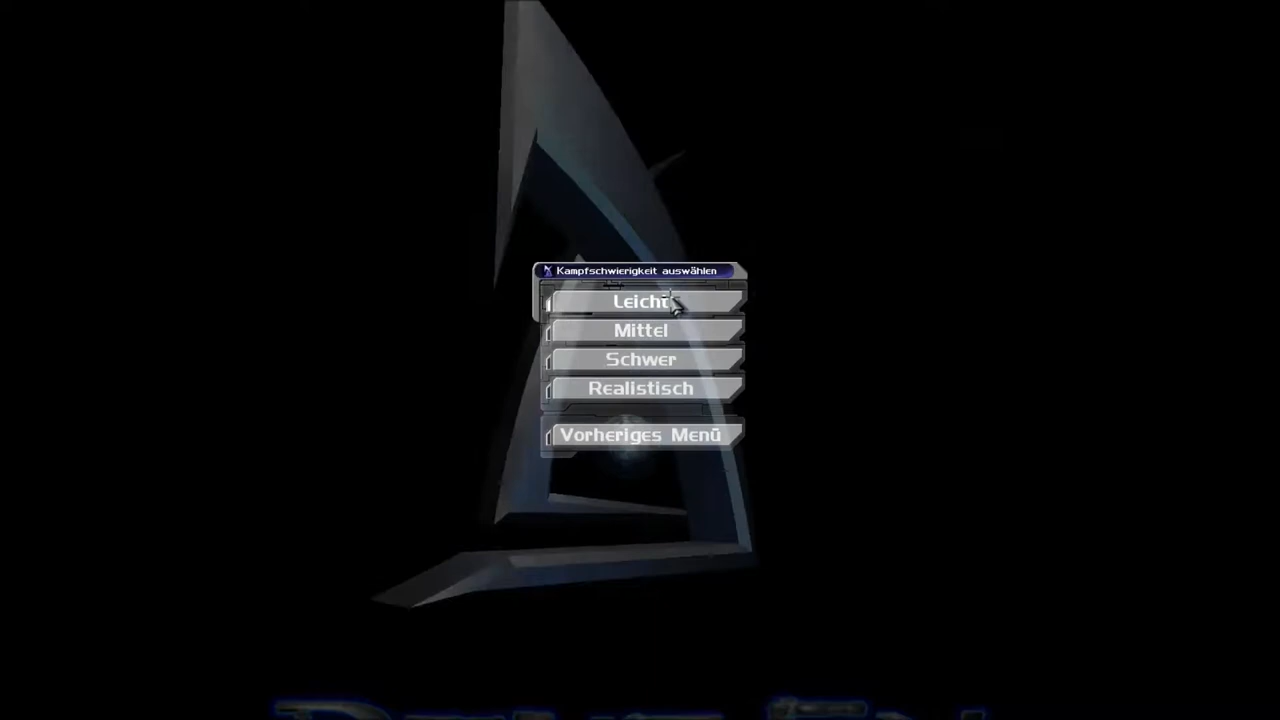 Kampfschwierigkeit auswählen
Leicht
Mittel
Schwer
Realistisch
Vorheriges Menü